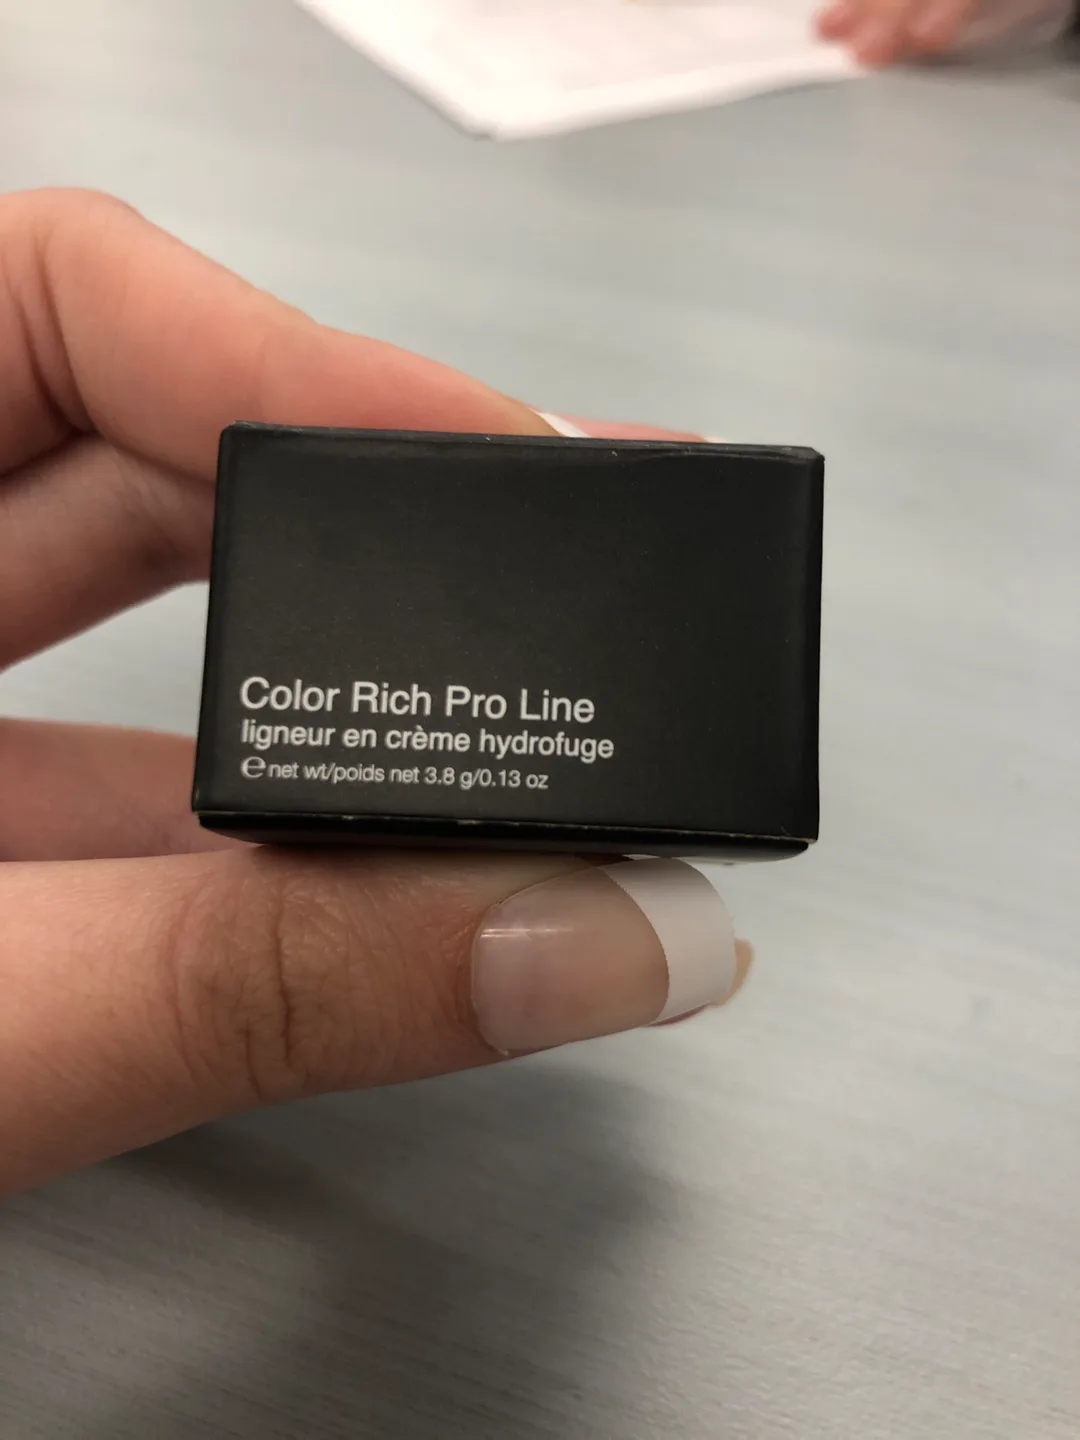 Color Rich Pro Line
ligneur en crème hydrofuge
℮ net wt/poids net 3.8 g/0.13 oz